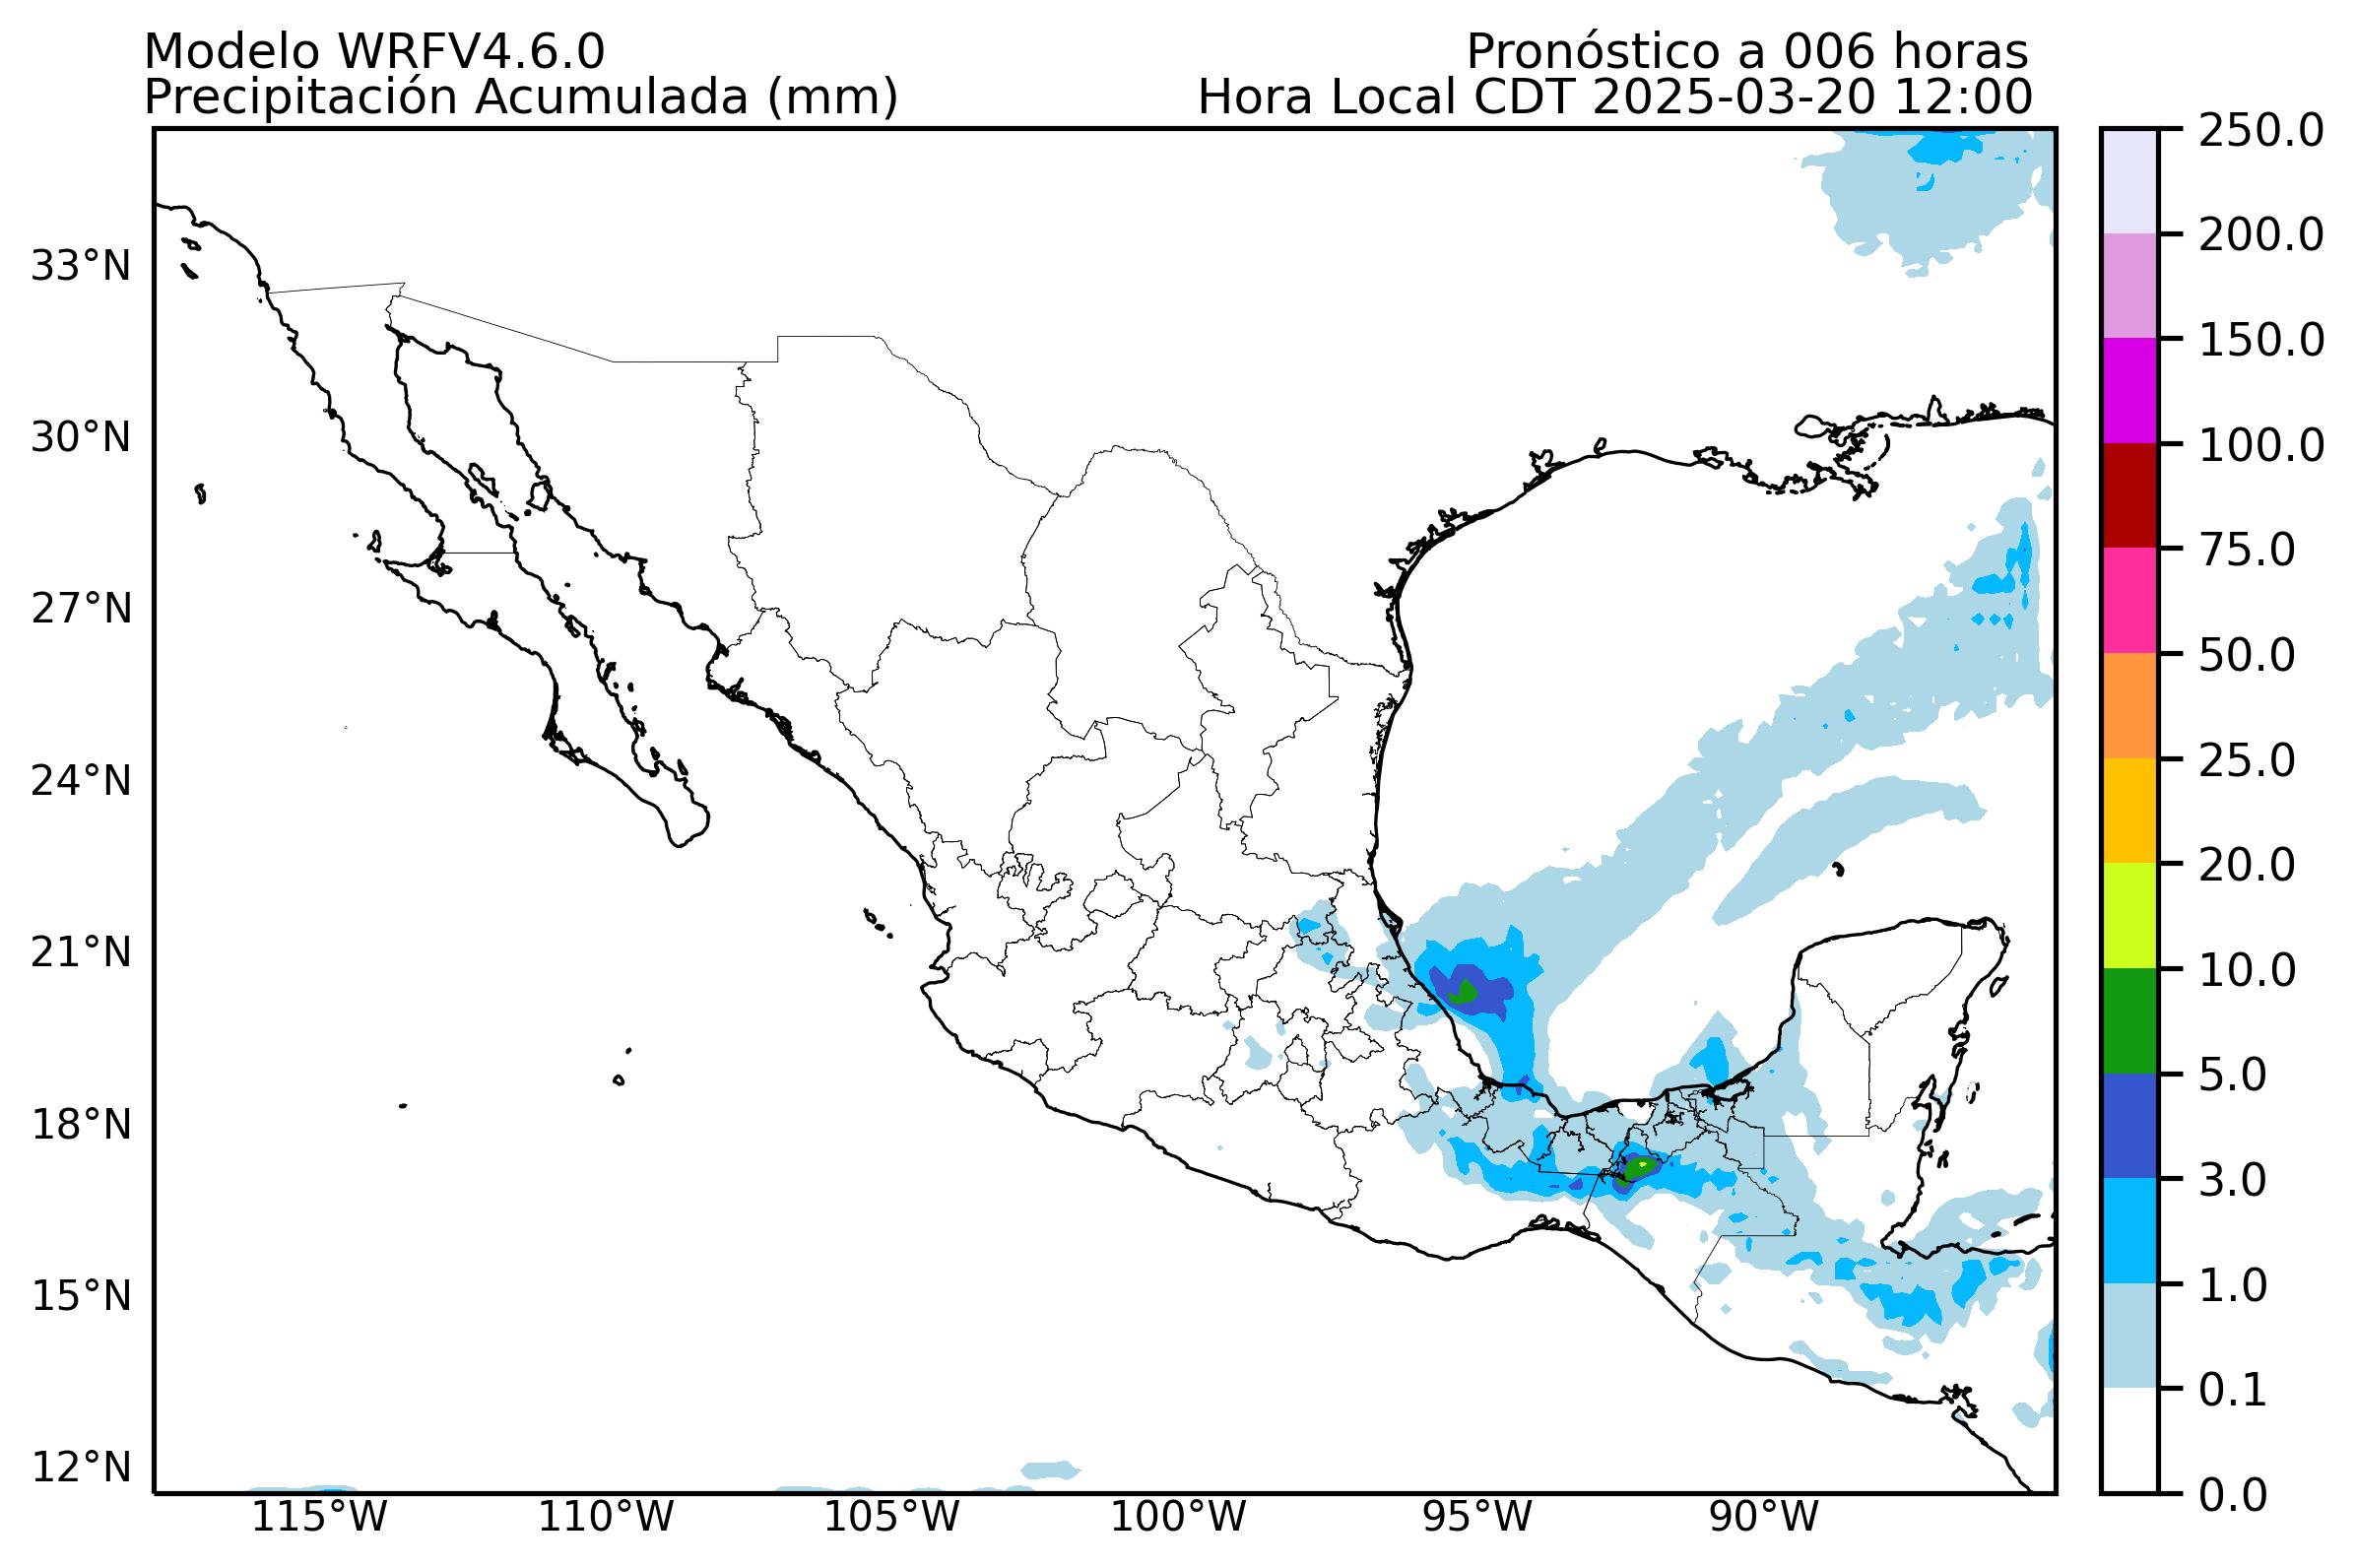 Modelo WRFV4.6.0
Pronóstico a 006 horas
Precipitación Acumulada (mm)
Hora Local CDT 2025-03-20 12:00
33°N
30°N
27°N
24°N
21°N
18°N
15°N
12°N
115°W
110°W
105°W
100°W
95°W
90°W
250.0
200.0
150.0
100.0
75.0
50.0
25.0
20.0
10.0
5.0
3.0
1.0
0.1
0.0